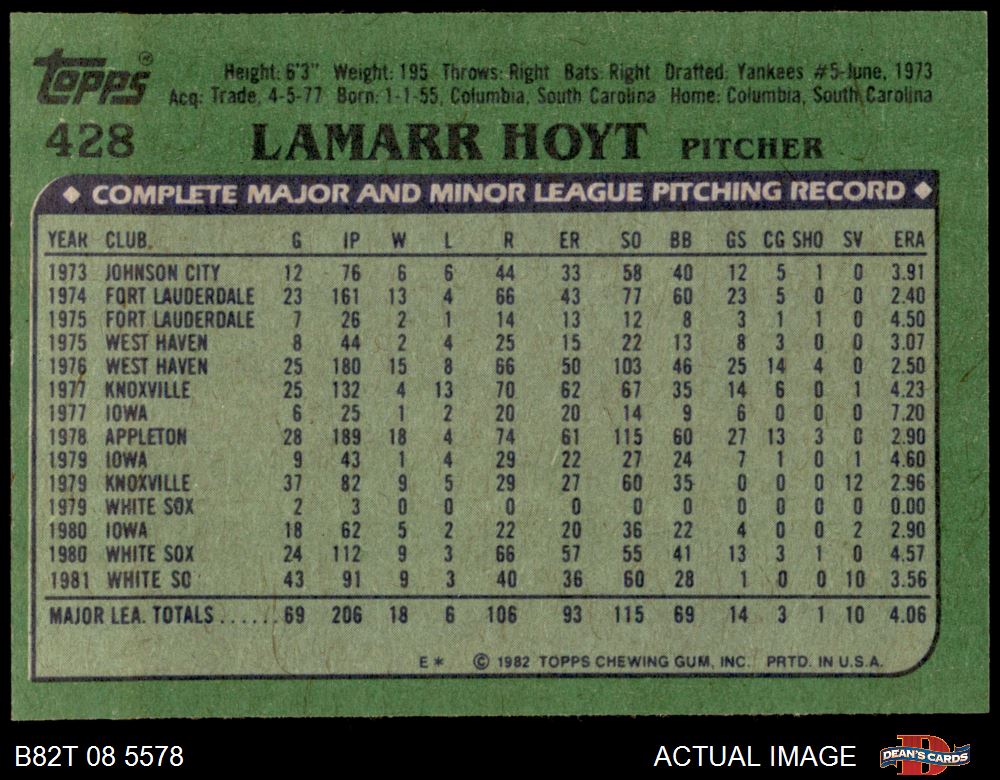 topps®
Height: 6'3" Weight: 195 Throws: Right Bats: Right Drafted: Yankees #5-June, 1973
Acq: Trade, 4-5-77 Born: 1-1-55, Columbia, South Carolina Home: Columbia, South Carolina
428 LAMARR HOYT PITCHER
◆ COMPLETE MAJOR AND MINOR LEAGUE PITCHING RECORD ◆
YEAR CLUB G IP W L R ER SO BB GS CG SHO SV ERA
1973 JOHNSON CITY 12 76 6 6 44 33 58 40 12 5 1 0 3.91
1974 FORT LAUDERDALE 23 161 13 4 66 43 77 60 23 5 0 0 2.40
1975 FORT LAUDERDALE 7 26 2 1 14 13 12 8 3 1 1 0 4.50
1975 WEST HAVEN 8 44 2 4 25 15 22 13 8 3 0 0 3.07
1976 WEST HAVEN 25 180 15 8 66 50 103 46 25 14 4 0 2.50
1977 KNOXVILLE 25 132 4 13 70 62 67 35 14 6 0 1 4.23
1977 IOWA 6 25 1 2 20 20 14 9 6 0 0 0 7.20
1978 APPLETON 28 189 18 4 74 61 115 60 27 13 3 0 2.90
1979 IOWA 9 43 1 4 29 22 27 24 7 1 0 1 4.60
1979 KNOXVILLE 37 82 9 5 29 27 60 35 0 0 0 12 2.96
1979 WHITE SOX 2 3 0 0 0 0 0 0 0 0 0 0 0.00
1980 IOWA 18 62 5 2 22 20 36 22 4 0 0 2 2.90
1980 WHITE SOX 24 112 9 3 66 57 55 41 13 3 1 0 4.57
1981 WHITE SO 43 91 9 3 40 36 60 28 1 0 0 10 3.56
MAJOR LEA. TOTALS......69 206 18 6 106 93 115 69 14 3 1 10 4.06
E* © 1982 TOPPS CHEWING GUM, INC. PRTD. IN U.S.A.
B82T 08 5578 ACTUAL IMAGE DEAN'S CARDS